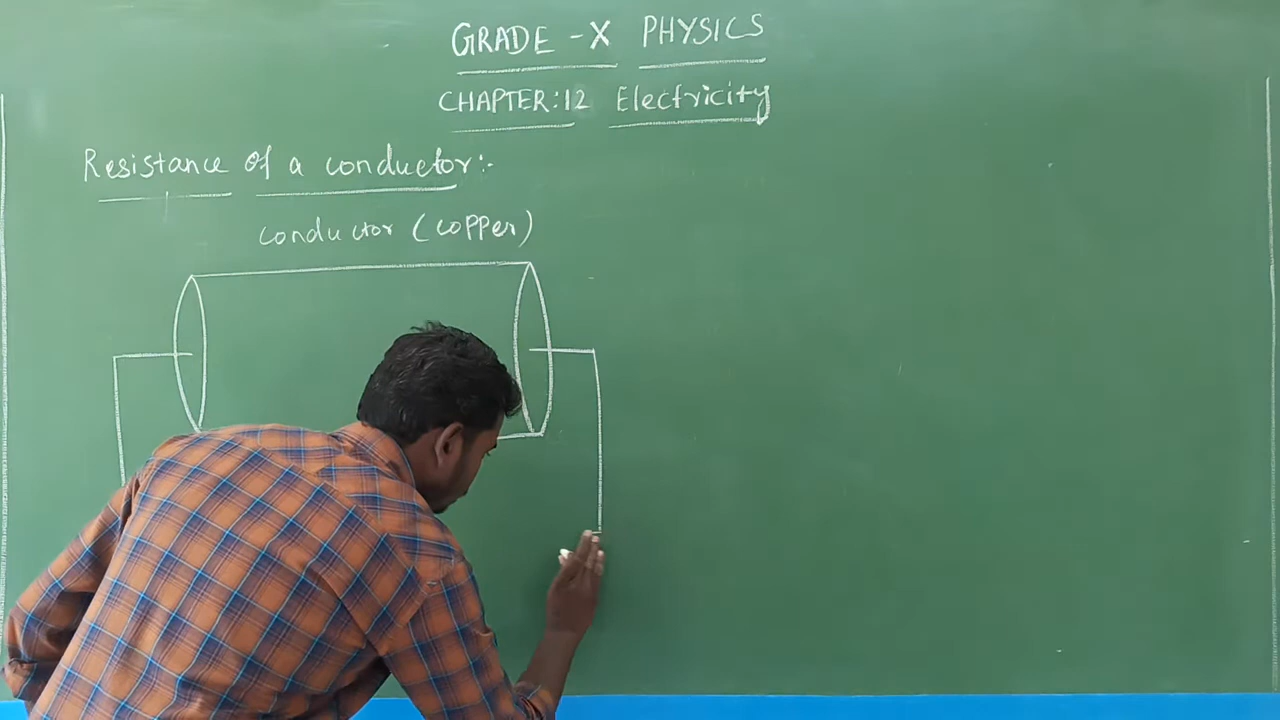 GRADE - X PHYSICS
CHAPTER: 12 Electricity
Resistance of a conductor:-
conductor (copper)